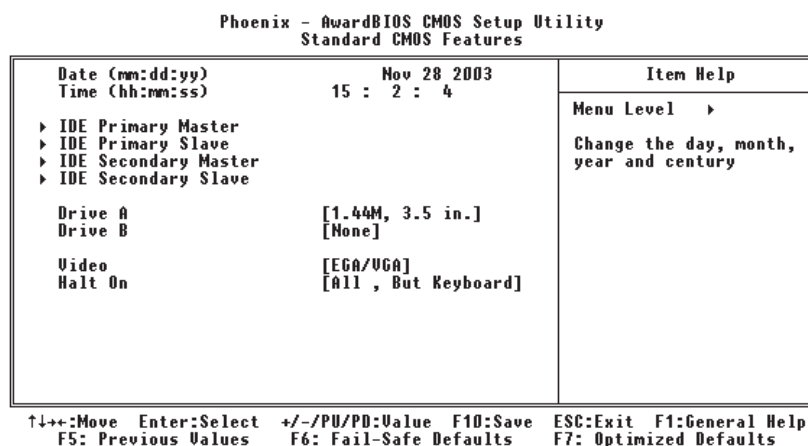 Phoenix - AwardBIOS CMOS Setup Utility
Standard CMOS Features
Date (mm:dd:yy) Nov 28 2003
Time (hh:mm:ss) 15 : 2 : 4
▸ IDE Primary Master
▸ IDE Primary Slave
▸ IDE Secondary Master
▸ IDE Secondary Slave
Drive A [1.44M, 3.5 in.]
Drive B [None]
Video [EGA/VGA]
Halt On [All , But Keyboard]
Item Help
Menu Level ▸
Change the day, month,
year and century
↑↓→←:Move Enter:Select +/-/PU/PD:Value F10:Save ESC:Exit F1:General Help
F5: Previous Values F6: Fail-Safe Defaults F7: Optimized Defaults